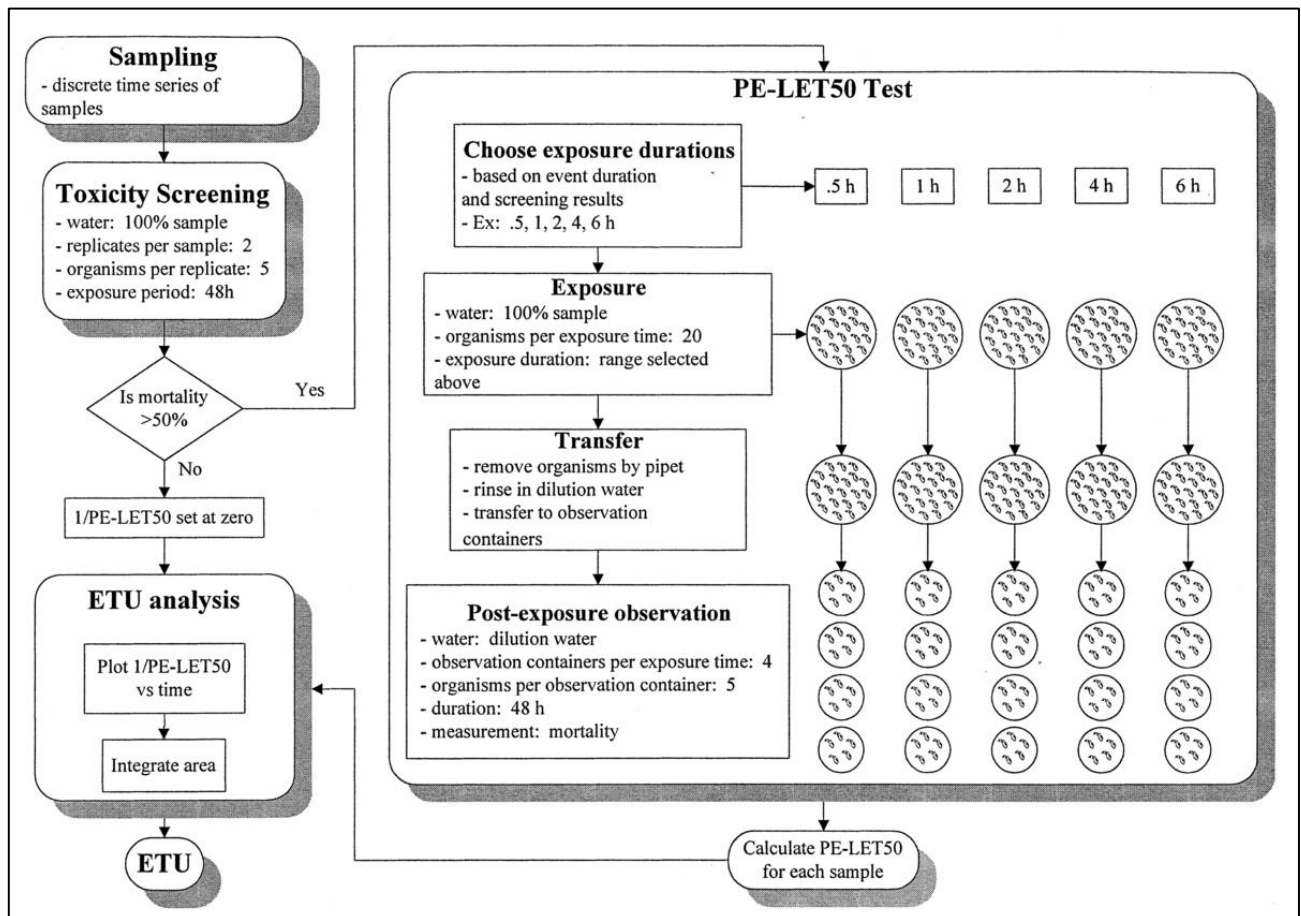 Sampling
- discrete time series of
samples
Toxicity Screening
- water: 100% sample
- replicates per sample: 2
- organisms per replicate: 5
- exposure period: 48h
Is mortality
>50%
Yes
No
1/PE-LET50 set at zero
ETU analysis
Plot 1/PE-LET50
vs time
Integrate area
ETU
PE-LET50 Test
Choose exposure durations
- based on event duration
and screening results
- Ex: .5, 1, 2, 4, 6 h
.5 h
1 h
2 h
4 h
6 h
Exposure
- water: 100% sample
- organisms per exposure time: 20
- exposure duration: range selected
above
Transfer
- remove organisms by pipet
- rinse in dilution water
- transfer to observation
containers
Post-exposure observation
- water: dilution water
- observation containers per exposure time: 4
- organisms per observation container: 5
- duration: 48 h
- measurement: mortality
Calculate PE-LET50
for each sample